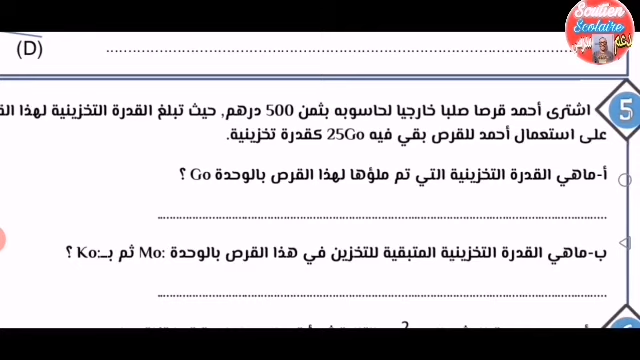 Soutien
Scolaire
(D) ........................................
5
اشترى أحمد قرصا صلبا خارجيا لحاسوبه بثمن 500 درهم, حيث تبلغ القدرة التخزينية لهذا
على استعمال أحمد للقرص بقي فيه 25Go كقدرة تخزينية.
أ-ماهي القدرة التخزينية التي تم ملؤها لهذا القرص بالوحدة Go ؟
........................................
ب-ماهي القدرة التخزينية المتبقية للتخزين في هذا القرص بالوحدة :Mo ثم بـ:Ko ؟
........................................